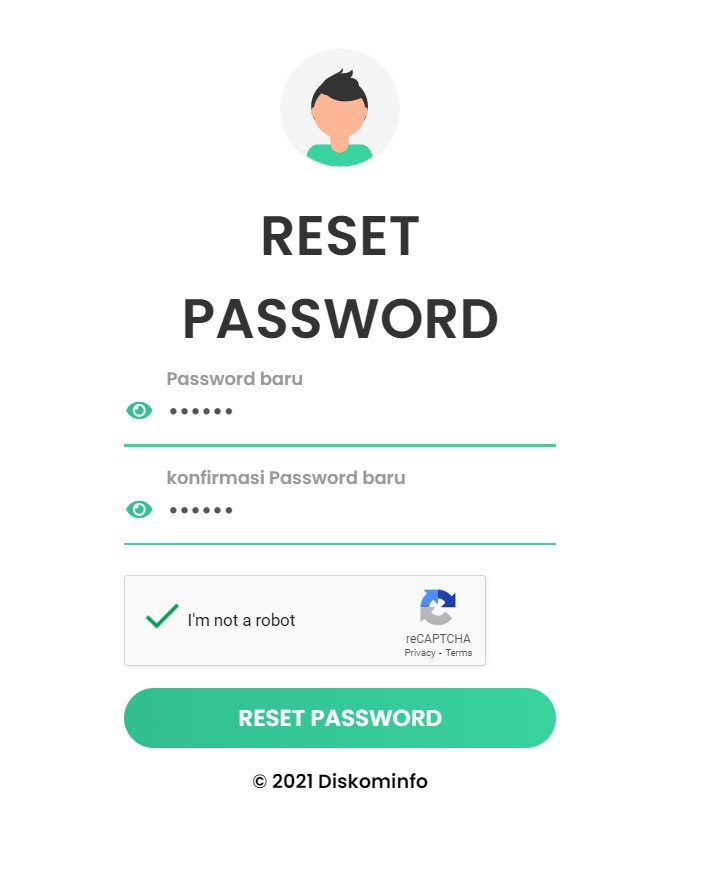 RESET
PASSWORD
Password baru
••••••
konfirmasi Password baru
••••••
I'm not a robot
reCAPTCHA
Privacy - Terms
RESET PASSWORD
© 2021 Diskominfo